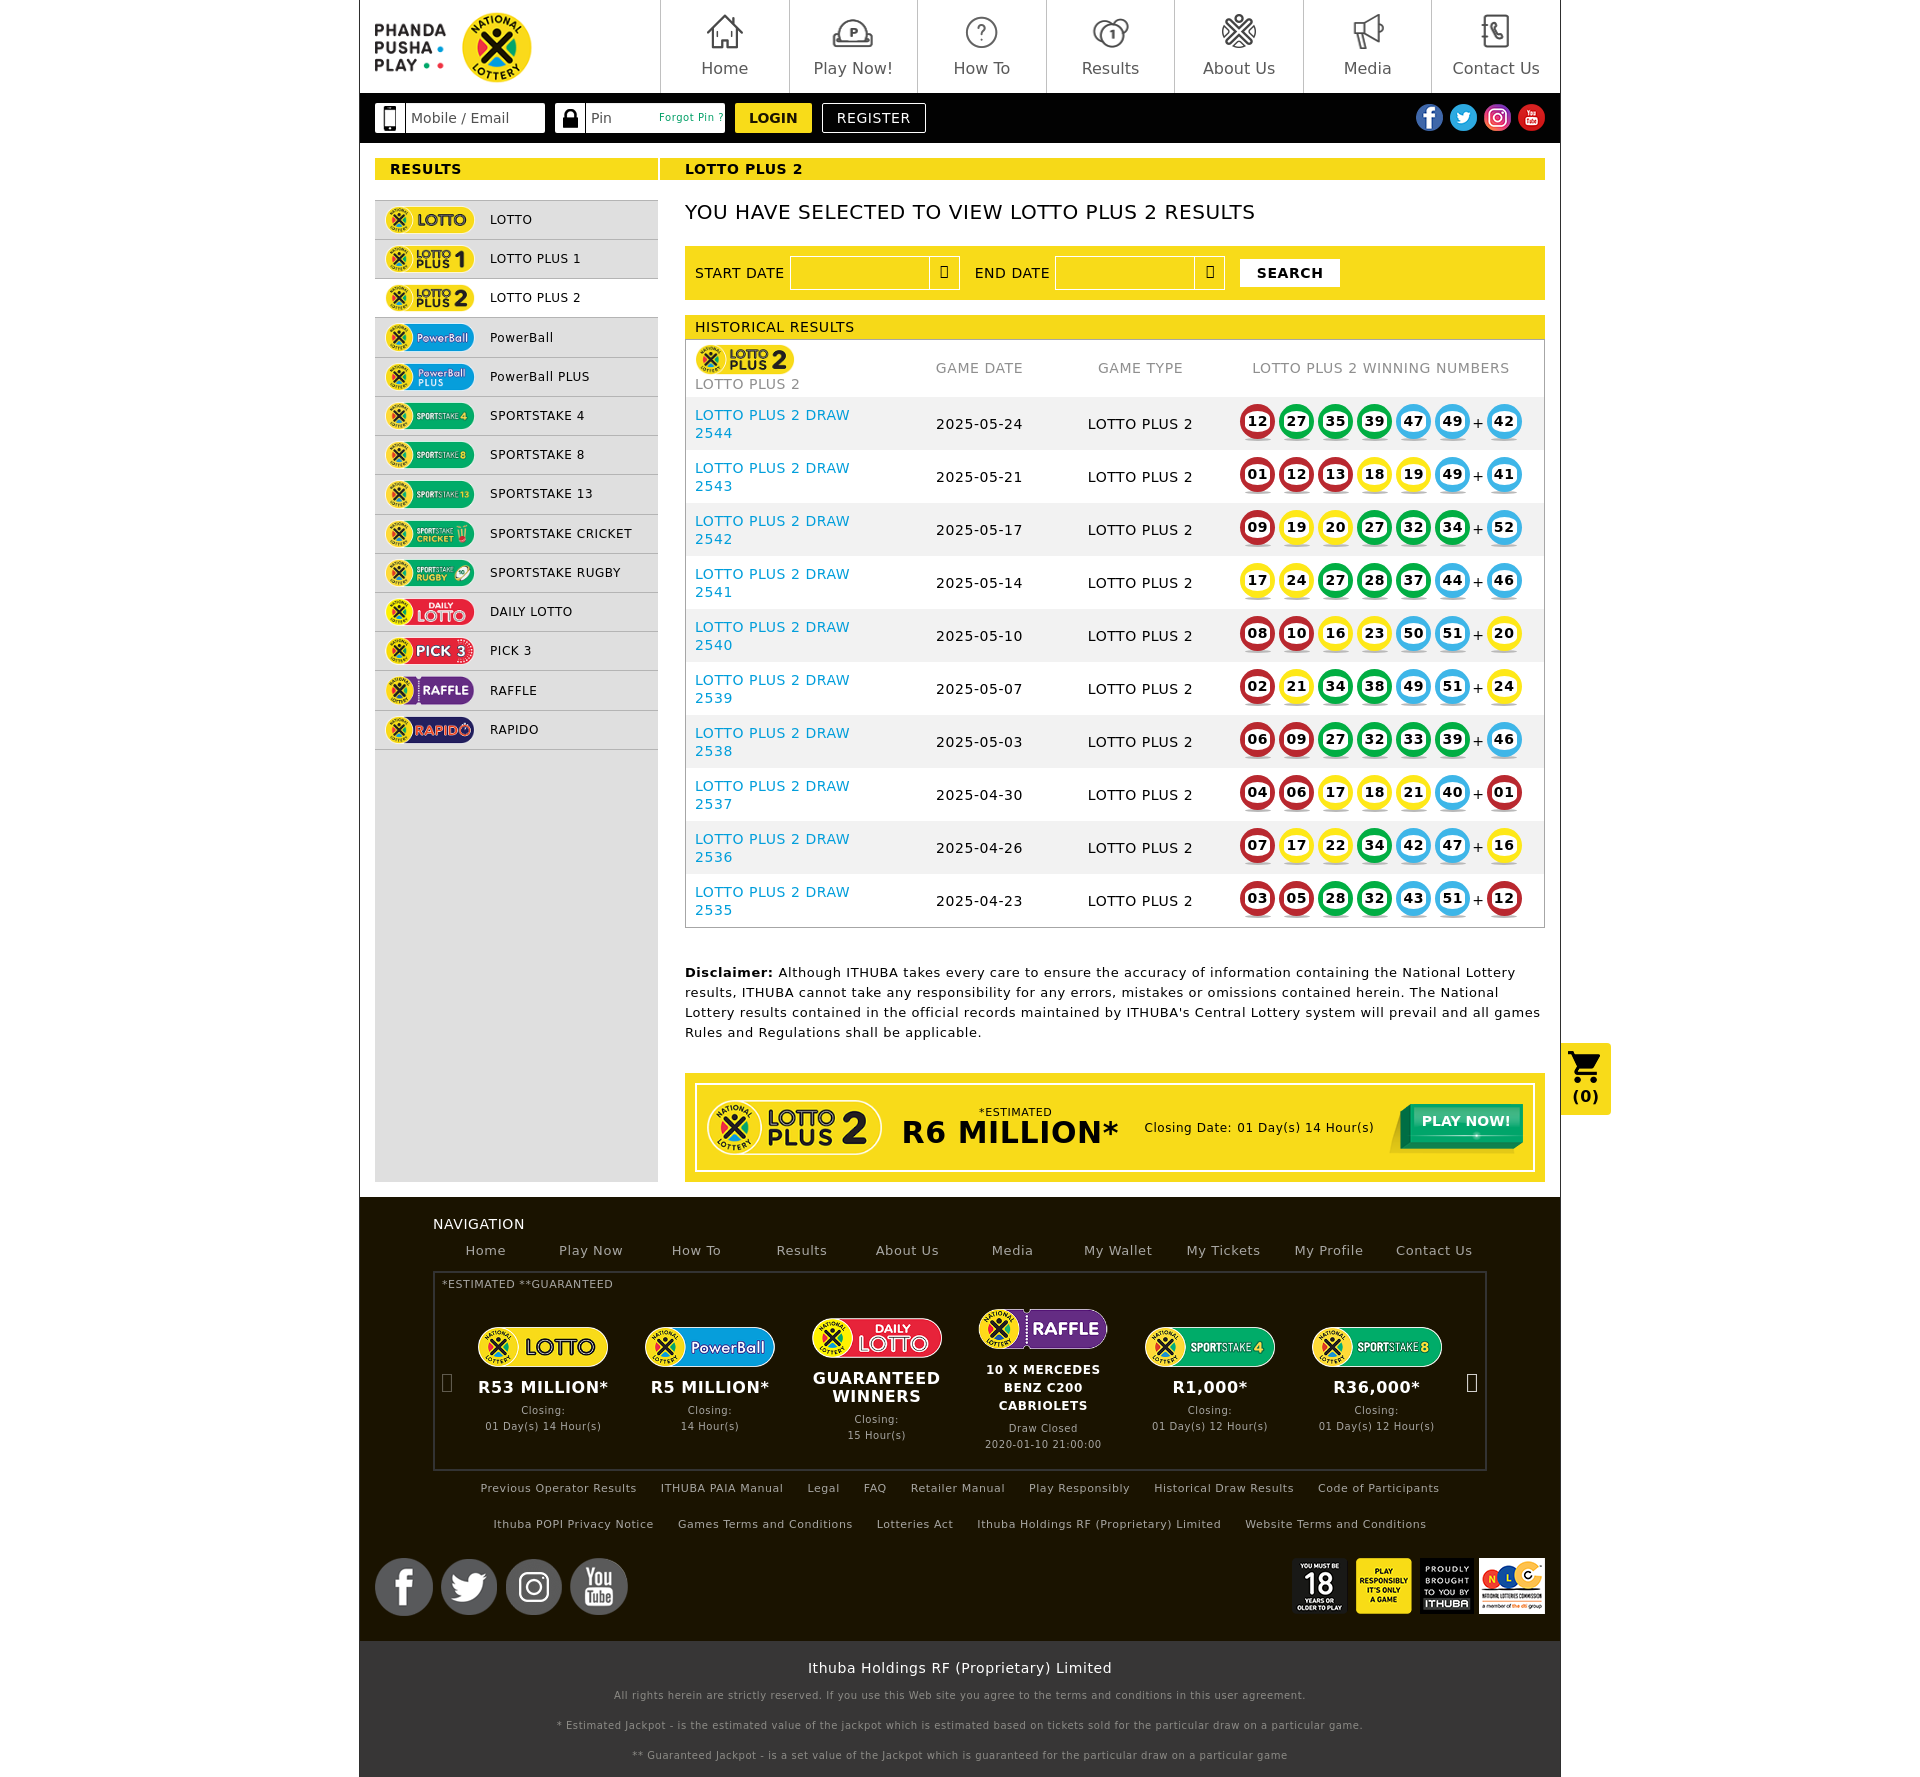 PHANDA
PUSHA
PLAY
NATIONAL
LOTTERY
Home
Play Now!
How To
Results
About Us
Media
Contact Us
Mobile / Email
Pin
Forgot Pin ?
LOGIN
REGISTER
RESULTS
LOTTO PLUS 2
LOTTO
LOTTO
LOTTO PLUS 1
LOTTO PLUS 1
LOTTO PLUS 2
LOTTO PLUS 2
PowerBall
PowerBall
PowerBall PLUS
PowerBall PLUS
SPORTSTAKE 4
SPORTSTAKE 4
SPORTSTAKE 8
SPORTSTAKE 8
SPORTSTAKE 13
SPORTSTAKE 13
SPORTSTAKE CRICKET
SPORTSTAKE CRICKET
SPORTSTAKE RUGBY
SPORTSTAKE RUGBY
DAILY LOTTO
DAILY LOTTO
PICK 3
PICK 3
RAFFLE
RAFFLE
RAPIDO
RAPIDO
YOU HAVE SELECTED TO VIEW LOTTO PLUS 2 RESULTS
START DATE
END DATE
SEARCH
HISTORICAL RESULTS
LOTTO PLUS 2
LOTTO PLUS 2
GAME DATE
GAME TYPE
LOTTO PLUS 2 WINNING NUMBERS
LOTTO PLUS 2 DRAW
2544
2025-05-24
LOTTO PLUS 2
12 27 35 39 47 49 + 42
LOTTO PLUS 2 DRAW
2543
2025-05-21
LOTTO PLUS 2
01 12 13 18 19 49 + 41
LOTTO PLUS 2 DRAW
2542
2025-05-17
LOTTO PLUS 2
09 19 20 27 32 34 + 52
LOTTO PLUS 2 DRAW
2541
2025-05-14
LOTTO PLUS 2
17 24 27 28 37 44 + 46
LOTTO PLUS 2 DRAW
2540
2025-05-10
LOTTO PLUS 2
08 10 16 23 50 51 + 20
LOTTO PLUS 2 DRAW
2539
2025-05-07
LOTTO PLUS 2
02 21 34 38 49 51 + 24
LOTTO PLUS 2 DRAW
2538
2025-05-03
LOTTO PLUS 2
06 09 27 32 33 39 + 46
LOTTO PLUS 2 DRAW
2537
2025-04-30
LOTTO PLUS 2
04 06 17 18 21 40 + 01
LOTTO PLUS 2 DRAW
2536
2025-04-26
LOTTO PLUS 2
07 17 22 34 42 47 + 16
LOTTO PLUS 2 DRAW
2535
2025-04-23
LOTTO PLUS 2
03 05 28 32 43 51 + 12
Disclaimer: Although ITHUBA takes every care to ensure the accuracy of information containing the National Lottery
results, ITHUBA cannot take any responsibility for any errors, mistakes or omissions contained herein. The National
Lottery results contained in the official records maintained by ITHUBA's Central Lottery system will prevail and all games
Rules and Regulations shall be applicable.
(0)
NATIONAL LOTTERY
LOTTO PLUS 2
*ESTIMATED
R6 MILLION*
Closing Date: 01 Day(s) 14 Hour(s)
PLAY NOW!
NAVIGATION
Home
Play Now
How To
Results
About Us
Media
My Wallet
My Tickets
My Profile
Contact Us
*ESTIMATED **GUARANTEED
LOTTO
R53 MILLION*
Closing:
01 Day(s) 14 Hour(s)
PowerBall
R5 MILLION*
Closing:
14 Hour(s)
DAILY LOTTO
GUARANTEED
WINNERS
Closing:
15 Hour(s)
RAFFLE
10 X MERCEDES
BENZ C200
CABRIOLETS
Draw Closed
2020-01-10 21:00:00
SPORTSTAKE 4
R1,000*
Closing:
01 Day(s) 12 Hour(s)
SPORTSTAKE 8
R36,000*
Closing:
01 Day(s) 12 Hour(s)
Previous Operator Results
ITHUBA PAIA Manual
Legal
FAQ
Retailer Manual
Play Responsibly
Historical Draw Results
Code of Participants
Ithuba POPI Privacy Notice
Games Terms and Conditions
Lotteries Act
Ithuba Holdings RF (Proprietary) Limited
Website Terms and Conditions
You
Tube
YOU MUST BE
18
YEARS OR
OLDER TO PLAY
PLAY
RESPONSIBLY
IT'S ONLY
A GAME
PROUDLY
BROUGHT
TO YOU BY
ITHUBA
NLC
NATIONAL LOTTERIES COMMISSION
a member of the dti group
Ithuba Holdings RF (Proprietary) Limited
All rights herein are strictly reserved. If you use this Web site you agree to the terms and conditions in this user agreement.
* Estimated Jackpot - is the estimated value of the jackpot which is estimated based on tickets sold for the particular draw on a particular game.
** Guaranteed Jackpot - is a set value of the Jackpot which is guaranteed for the particular draw on a particular game